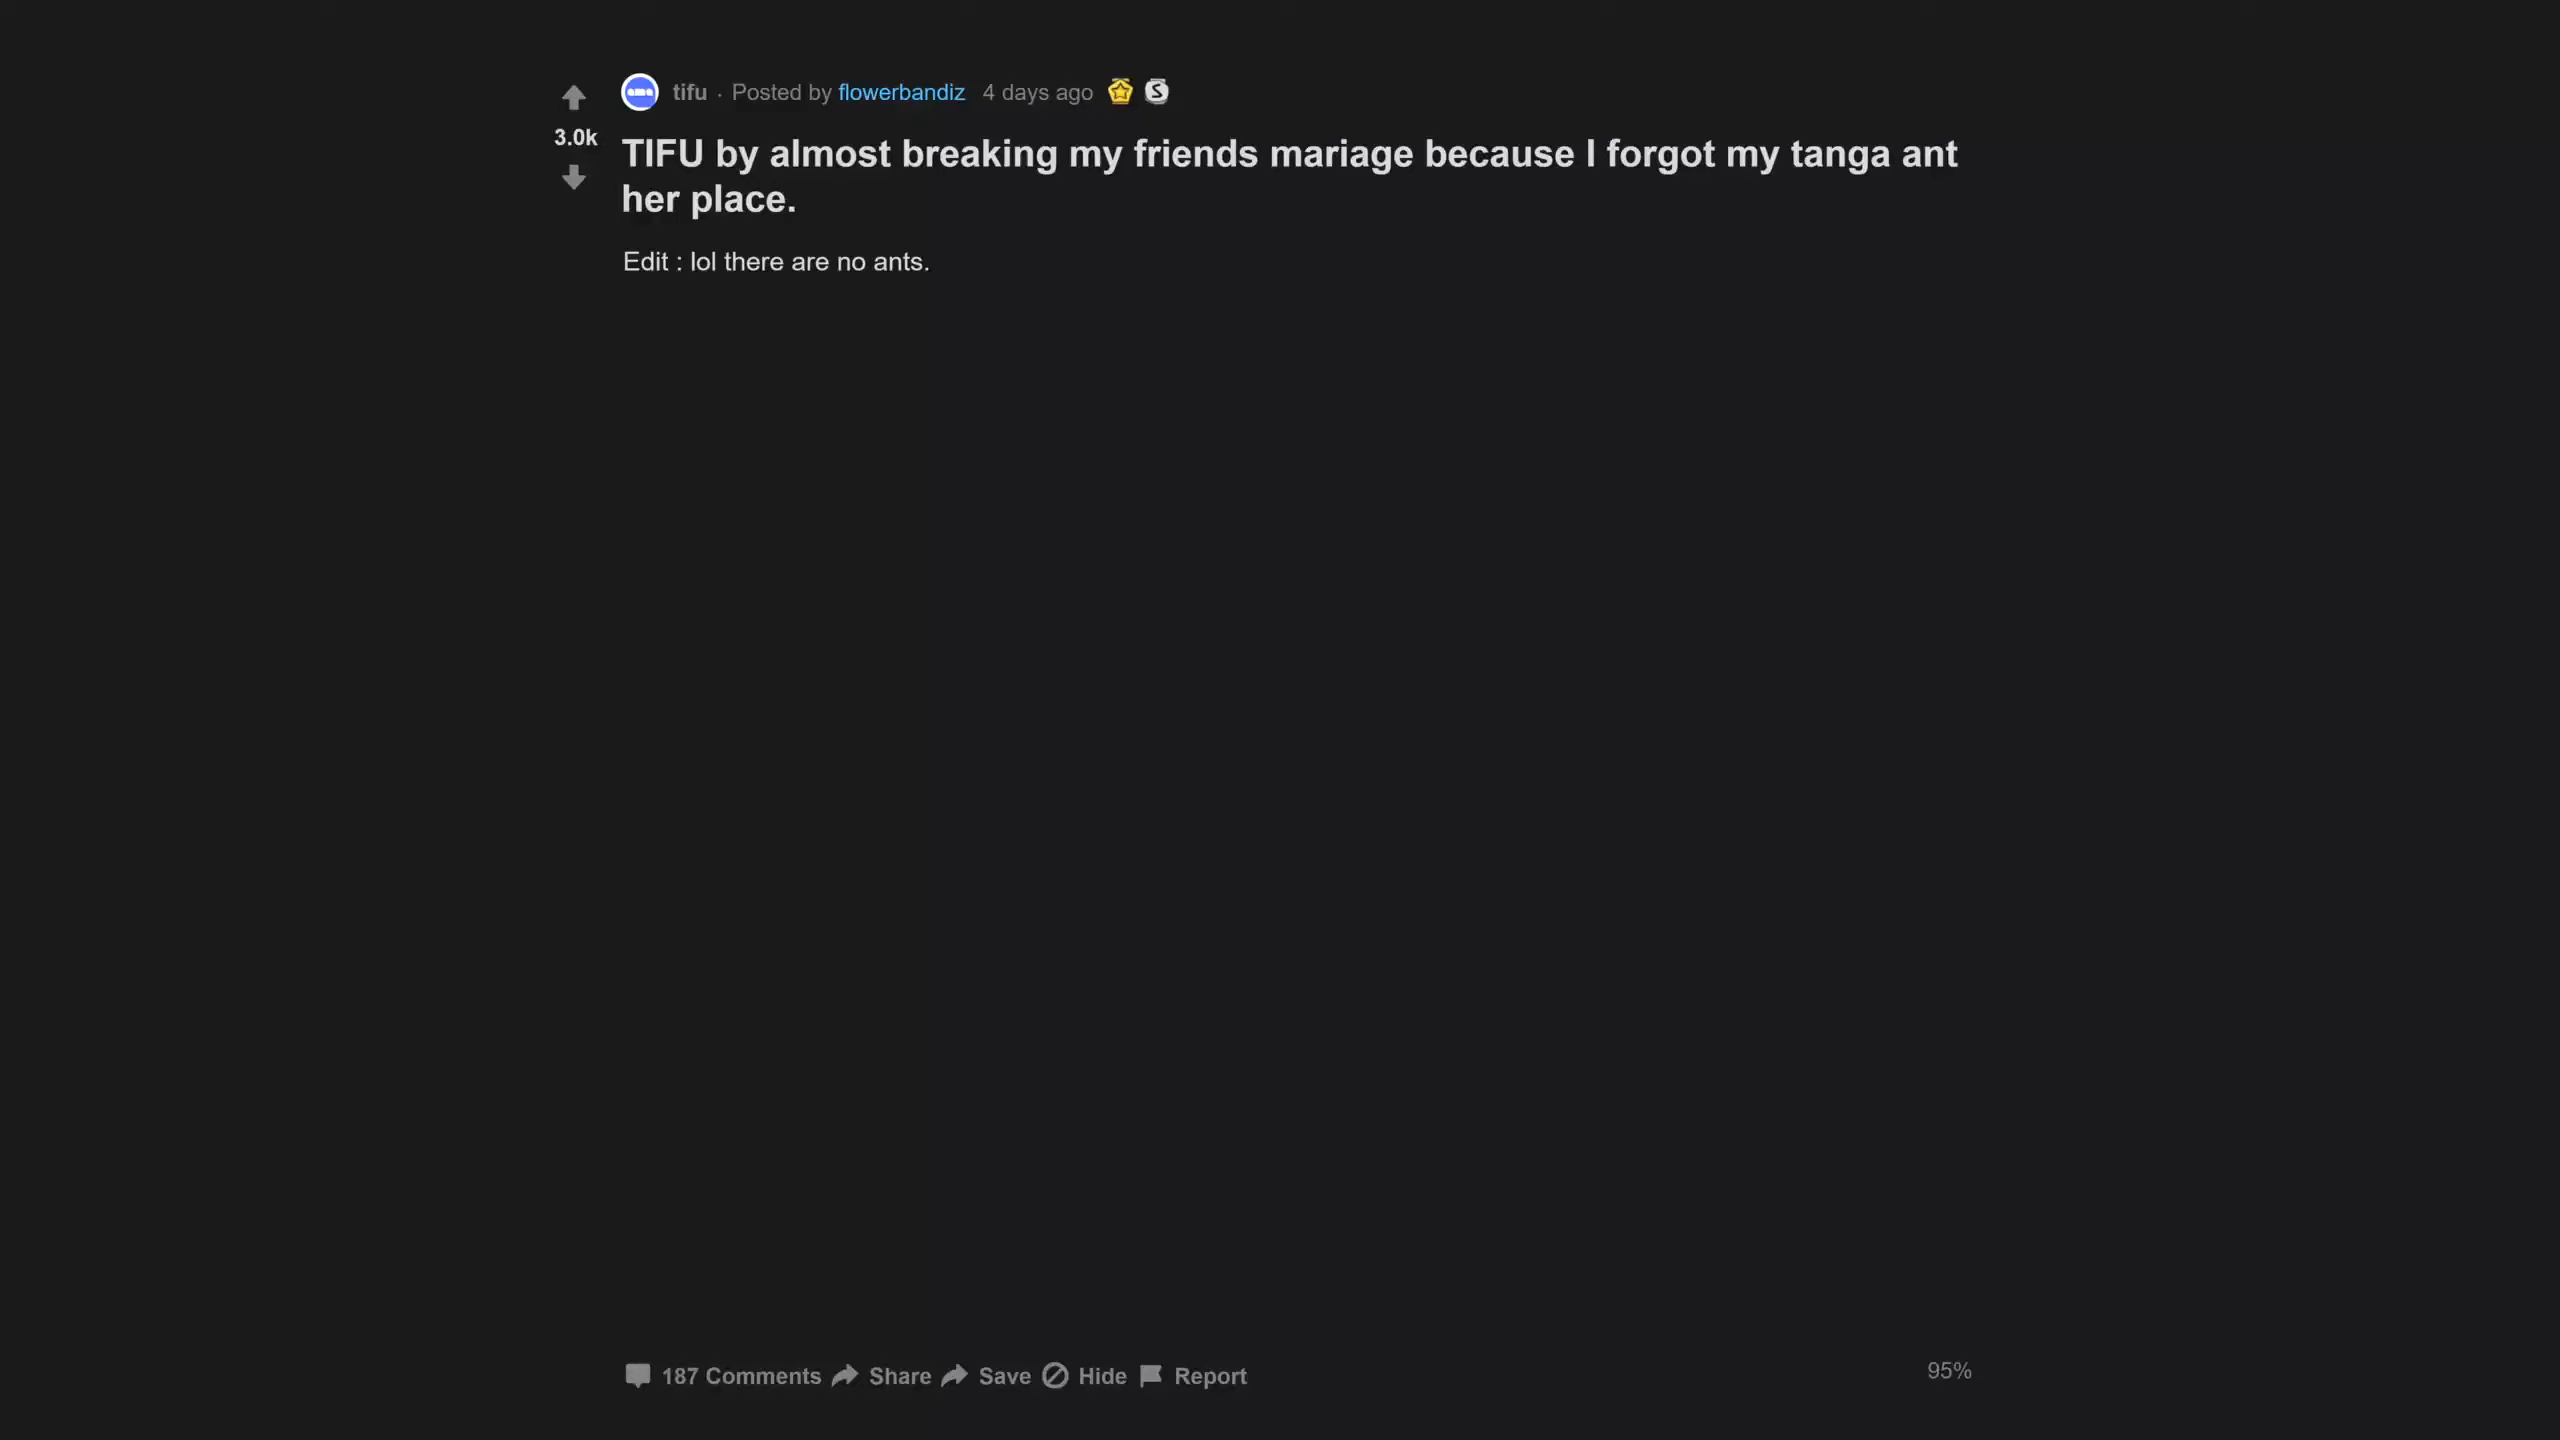 tifu · Posted by flowerbandiz 4 days ago
3.0k
TIFU by almost breaking my friends mariage because I forgot my tanga ant
her place.
Edit : lol there are no ants.
187 Comments Share Save Hide Report
95%